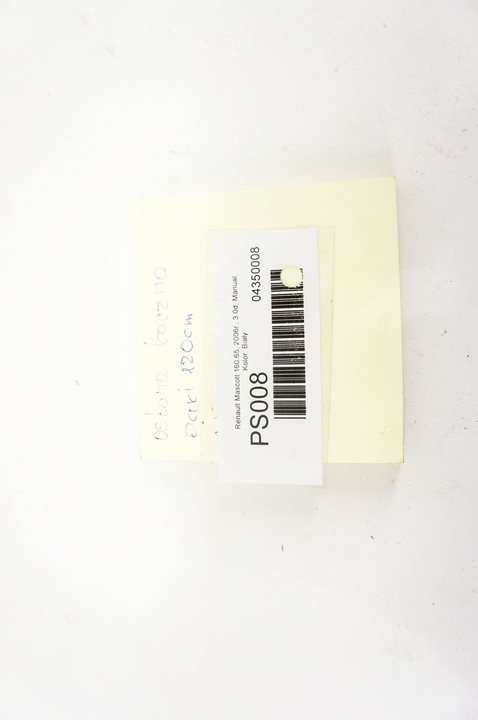 osłona boczna
paki 120cm
Renault Mascott 160.65, 2006r., 3.0d, Manual,
Kolor: Biały
PS008
04350008